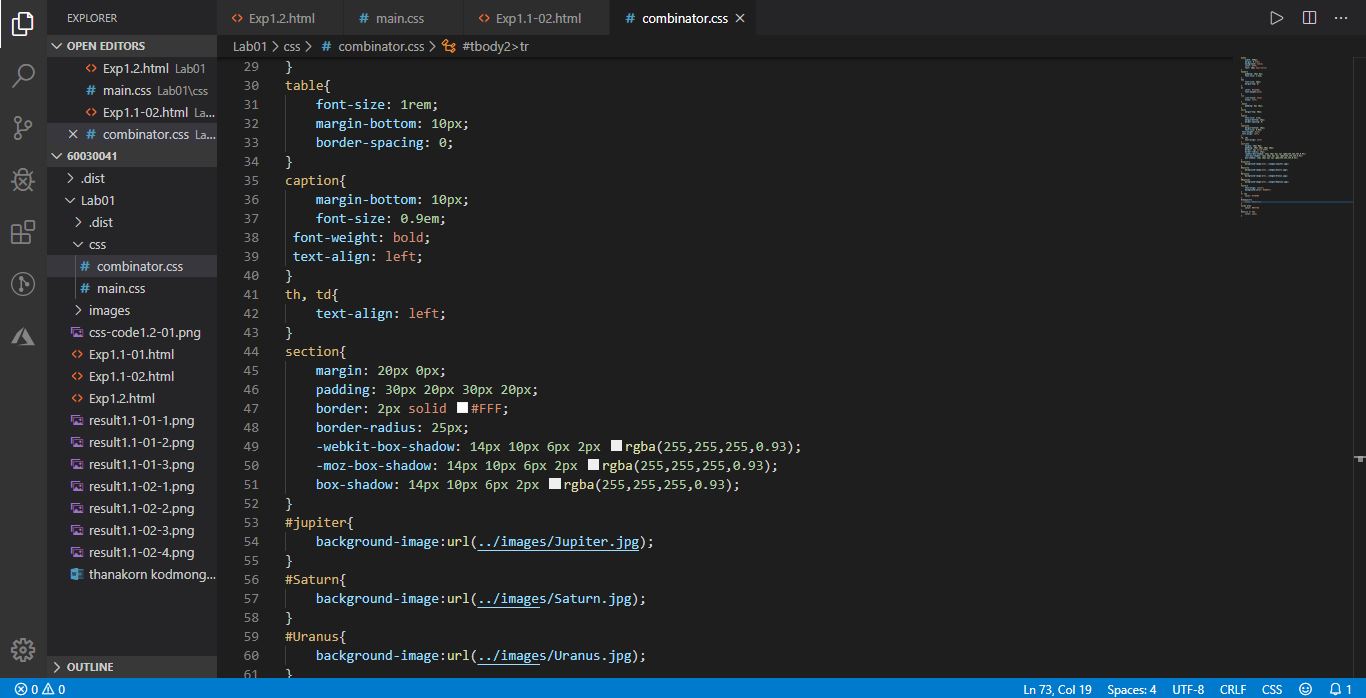 EXPLORER
OPEN EDITORS
Exp1.2.html Lab01
main.css Lab01\css
Exp1.1-02.html La...
combinator.css La...
60030041
.dist
Lab01
.dist
css
combinator.css
main.css
images
css-code1.2-01.png
Exp1.1-01.html
Exp1.1-02.html
Exp1.2.html
result1.1-01-1.png
result1.1-01-2.png
result1.1-01-3.png
result1.1-02-1.png
result1.1-02-2.png
result1.1-02-3.png
result1.1-02-4.png
thanakorn kodmong...
OUTLINE
Exp1.2.html # main.css Exp1.1-02.html # combinator.css
Lab01 > css > # combinator.css > #tbody2>tr
29 }
30 table{
31 font-size: 1rem;
32 margin-bottom: 10px;
33 border-spacing: 0;
34 }
35 caption{
36 margin-bottom: 10px;
37 font-size: 0.9em;
38 font-weight: bold;
39 text-align: left;
40 }
41 th, td{
42 text-align: left;
43 }
44 section{
45 margin: 20px 0px;
46 padding: 30px 20px 30px 20px;
47 border: 2px solid #FFF;
48 border-radius: 25px;
49 -webkit-box-shadow: 14px 10px 6px 2px rgba(255,255,255,0.93);
50 -moz-box-shadow: 14px 10px 6px 2px rgba(255,255,255,0.93);
51 box-shadow: 14px 10px 6px 2px rgba(255,255,255,0.93);
52 }
53 #jupiter{
54 background-image:url(../images/Jupiter.jpg);
55 }
56 #Saturn{
57 background-image:url(../images/Saturn.jpg);
58 }
59 #Uranus{
60 background-image:url(../images/Uranus.jpg);
61 }
0 0 Ln 73, Col 19 Spaces: 4 UTF-8 CRLF CSS 1